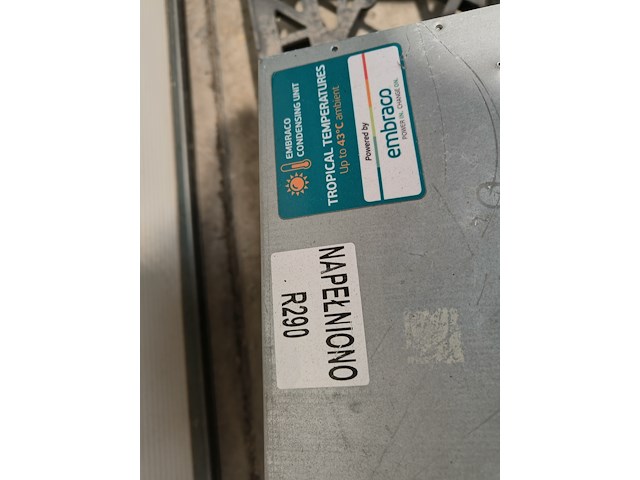 EMBRACO
CONDENSING UNIT
TROPICAL TEMPERATURES
Up to 43°C ambient
Powered by
embraco
POWER IN. CHANGE ON.
NAPEŁNIONO
R290